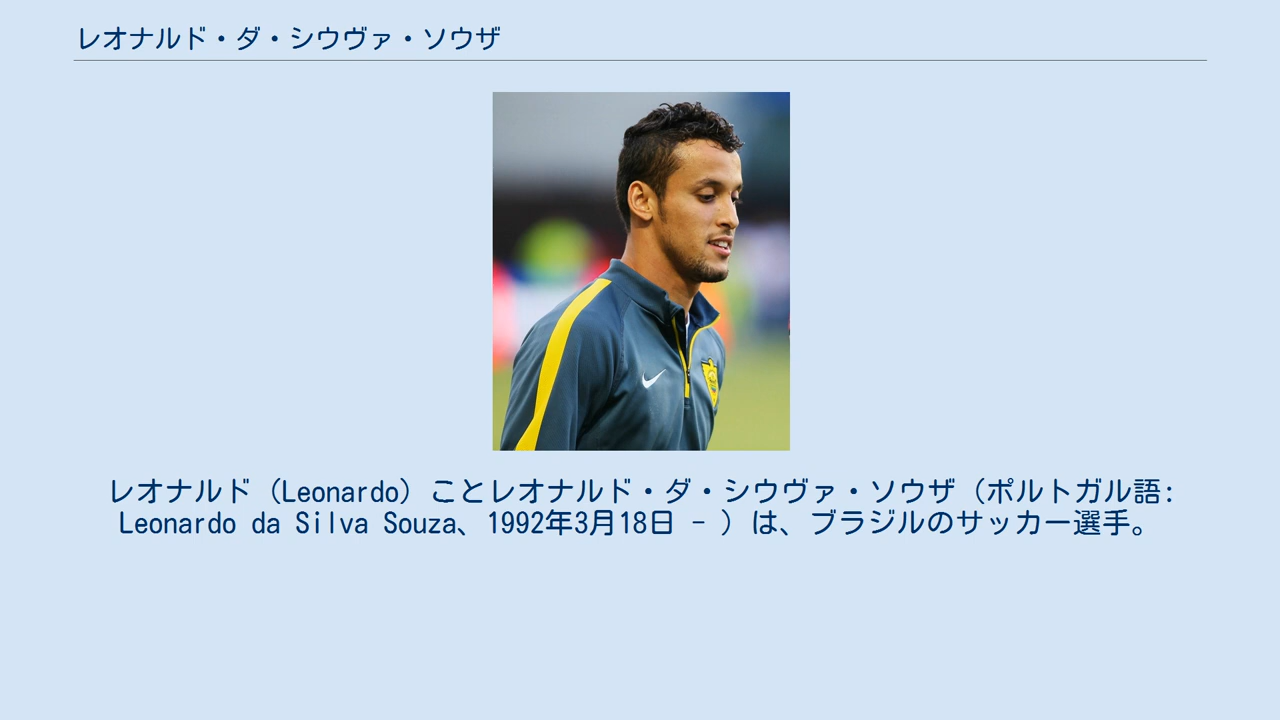 レオナルド・ダ・シウヴァ・ソウザ
レオナルド（Leonardo）ことレオナルド・ダ・シウヴァ・ソウザ（ポルトガル語:
Leonardo da Silva Souza、1992年3月18日 - ）は、ブラジルのサッカー選手。